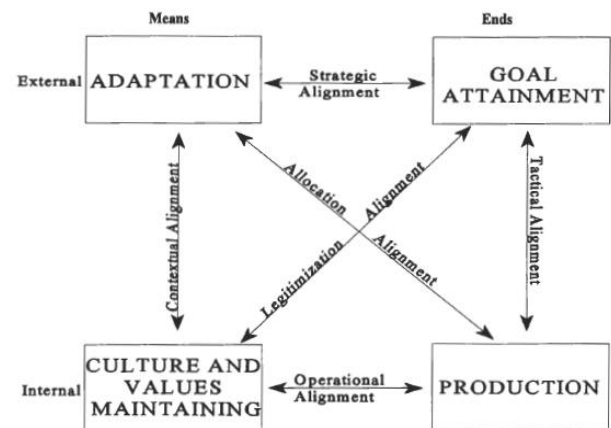 Means
Ends
External
ADAPTATION
Strategic
Alignment
GOAL
ATTAINMENT
Contextual Alignment
Allocation
Alignment
Legitimization
Alignment
Tactical Alignment
Internal
CULTURE AND
VALUES
MAINTAINING
Operational
Alignment
PRODUCTION